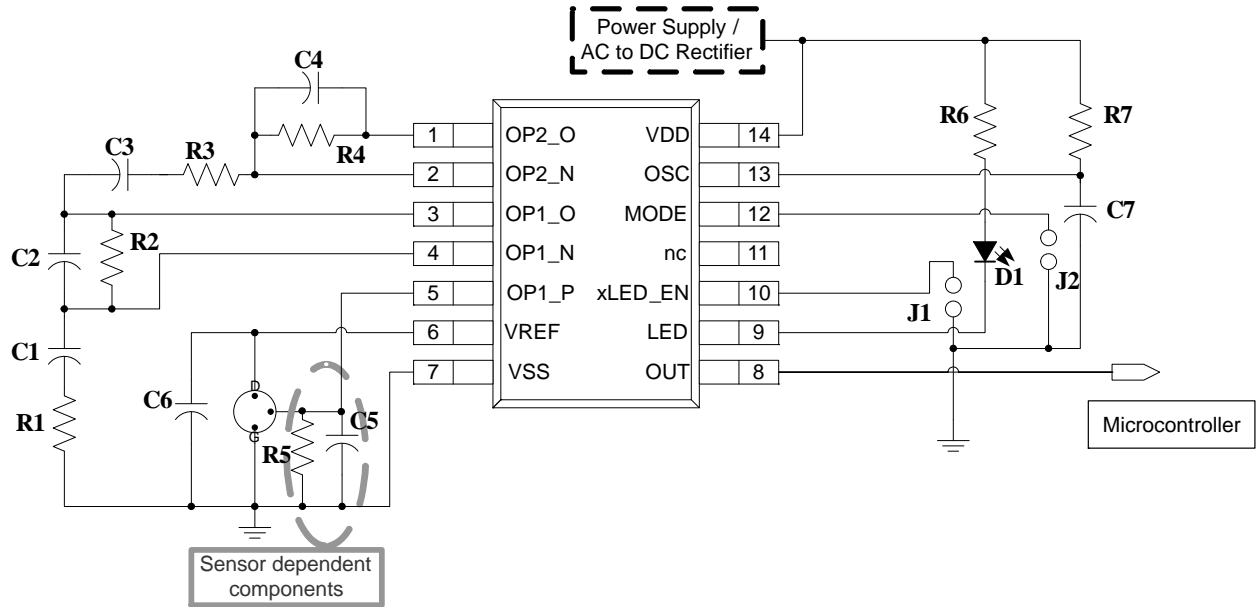 Power Supply /
AC to DC Rectifier
C4
R4
C3
R3
R6
R7
1 OP2_O VDD 14
2 OP2_N OSC 13
3 OP1_O MODE 12
4 OP1_N nc 11
5 OP1_P xLED_EN 10
6 VREF LED 9
7 VSS OUT 8
C7
C2
R2
D1
J2
J1
C1
C6
D
G
R5
C5
R1
Microcontroller
Sensor dependent
components